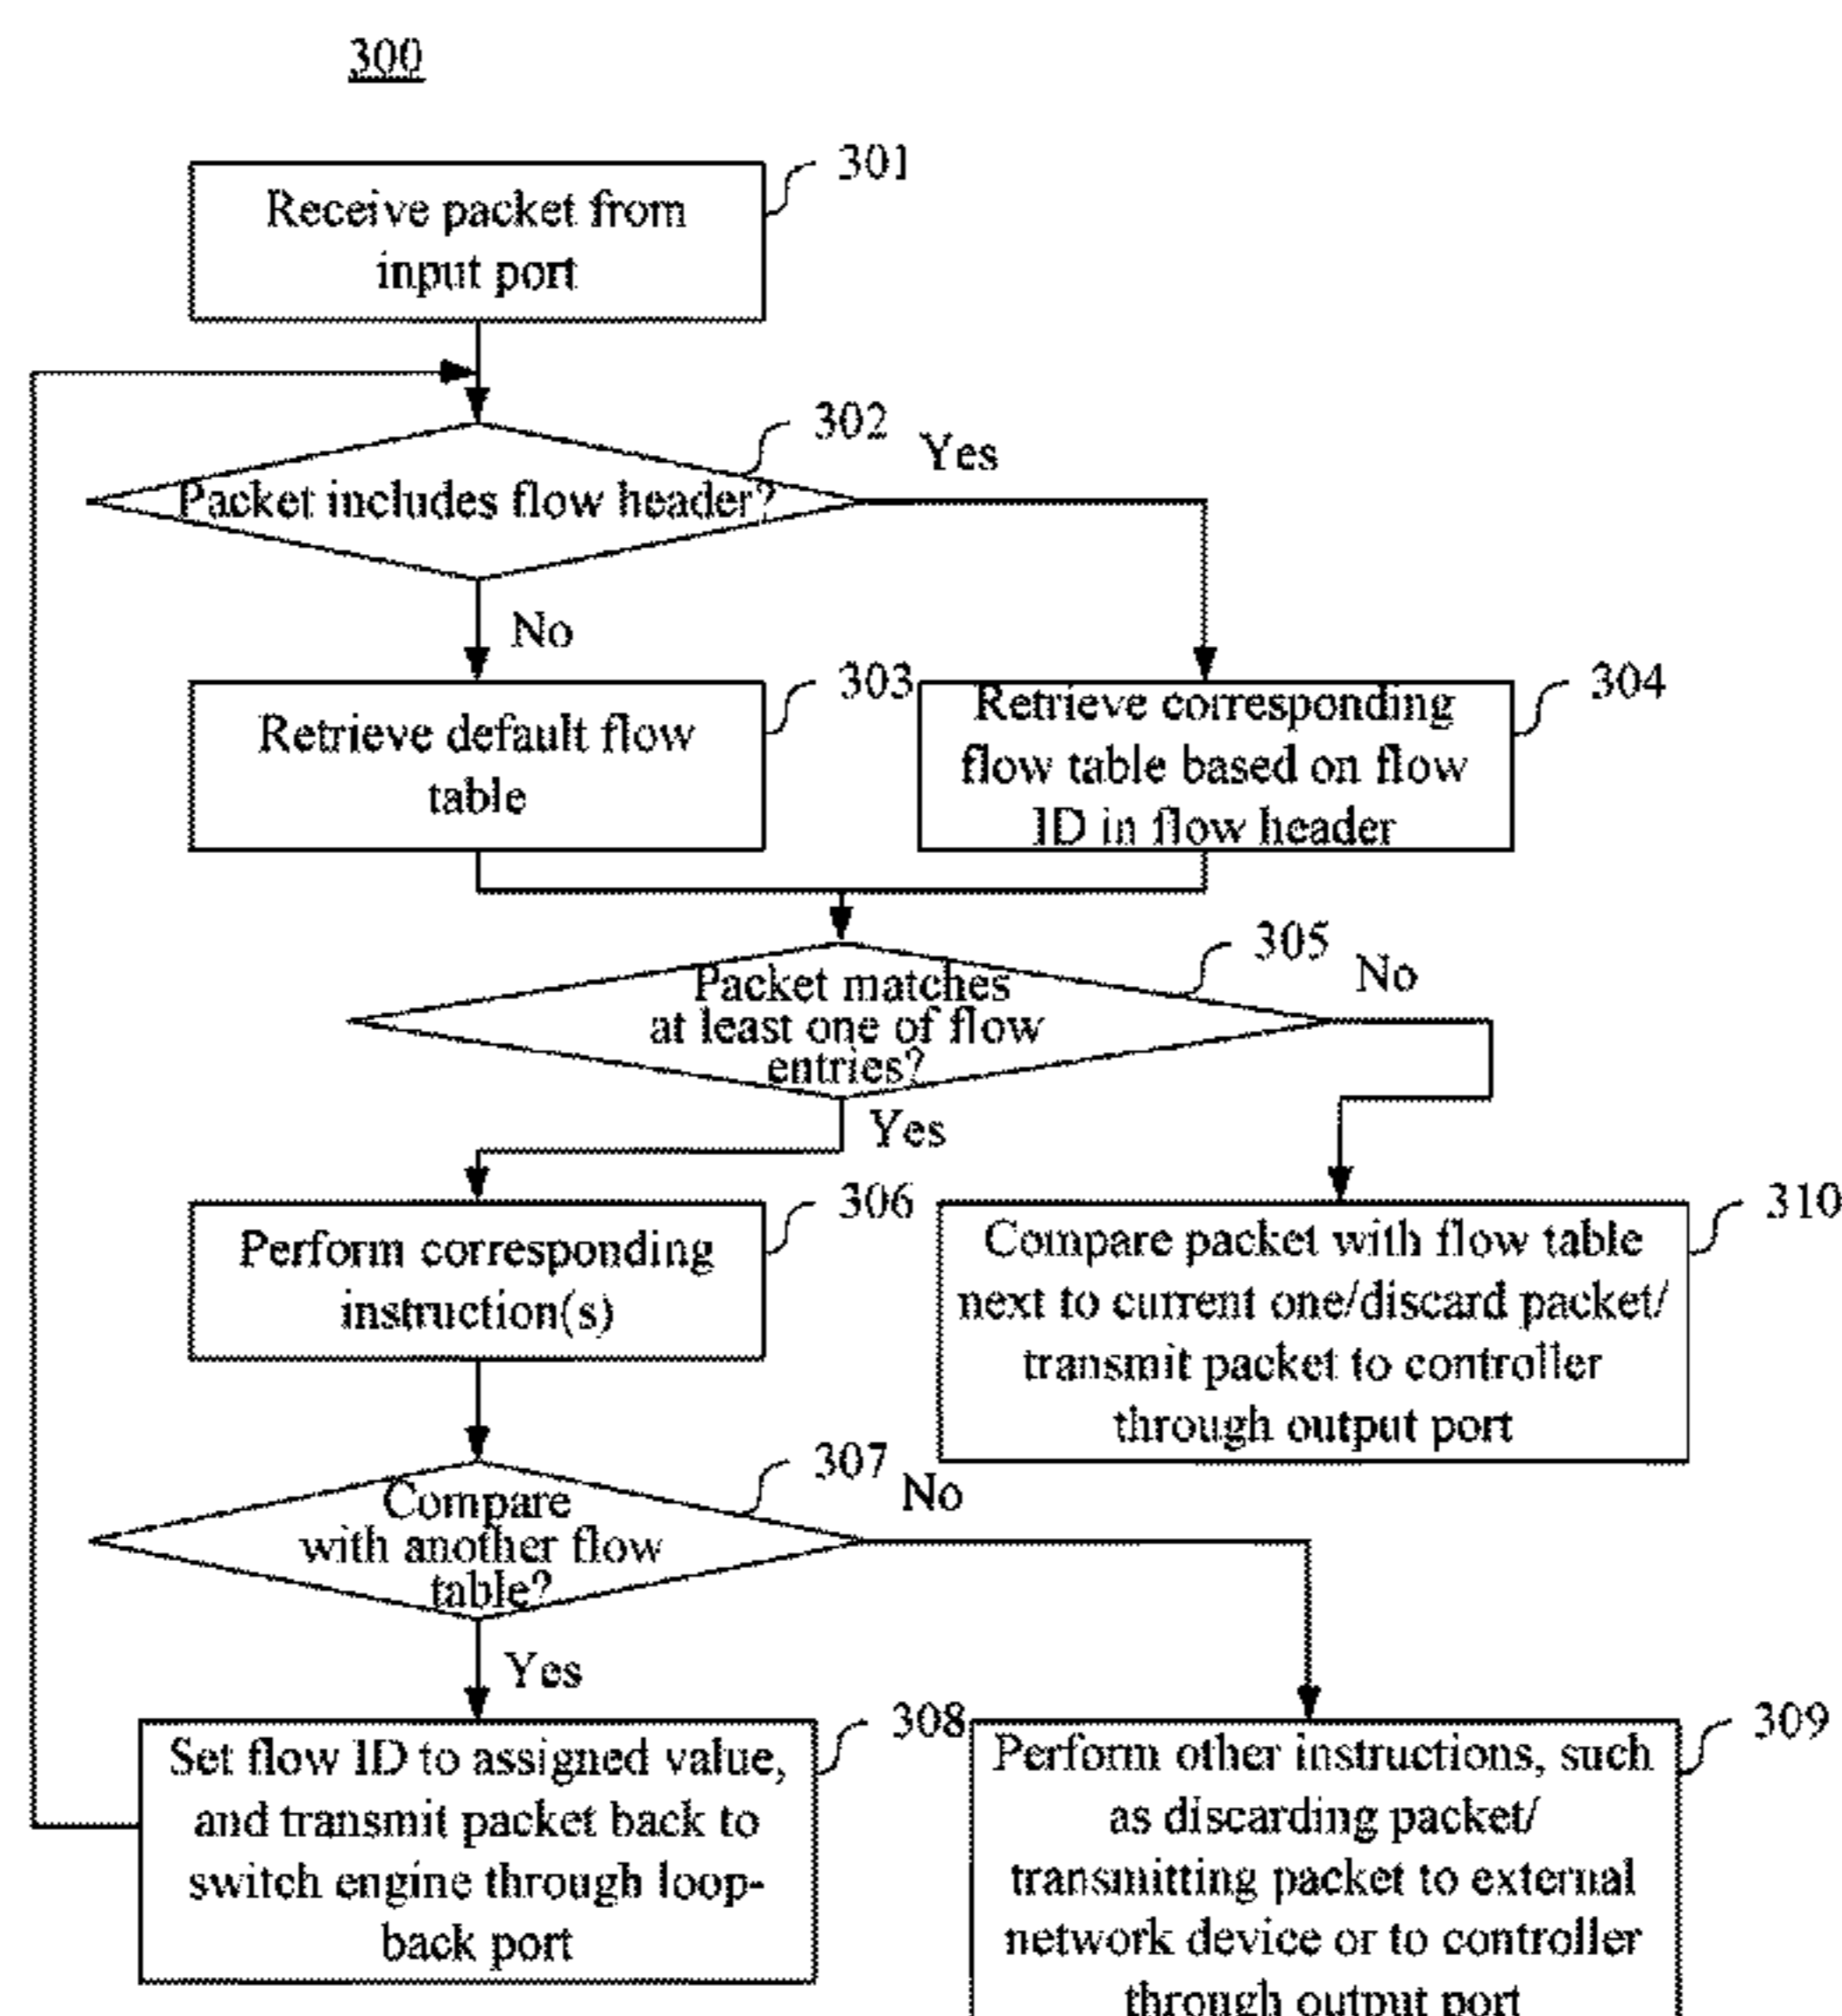 300
301
Receive packet from
input port
302
Yes
Packet includes flow header?
No
303
Retrieve default flow
table
304
Retrieve corresponding
flow table based on flow
ID in flow header
305
No
Packet matches
at least one of flow
entries?
Yes
306
Perform corresponding
instruction(s)
310
Compare packet with flow table
next to current one/discard packet/
transmit packet to controller
through output port
307
No
Compare
with another flow
table?
Yes
308
Set flow ID to assigned value,
and transmit packet back to
switch engine through loop-
back port
309
Perform other instructions, such
as discarding packet/
transmitting packet to external
network device or to controller
through output port